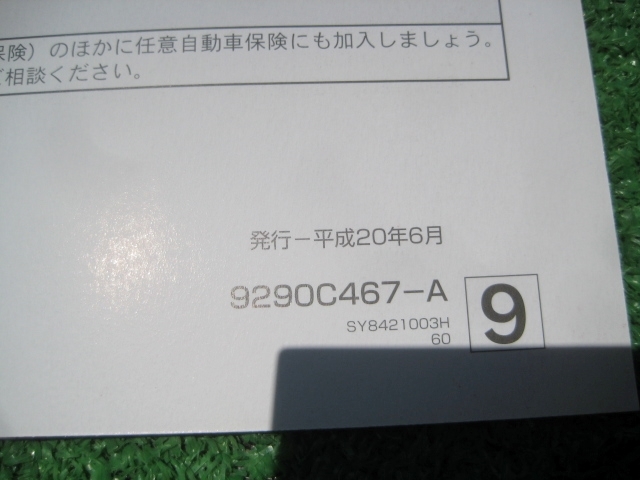 保険）のほかに任意自動車保険にも加入しましょう。
ご相談ください。
発行－平成20年6月
9290C467－A
SY8421003H
60
9